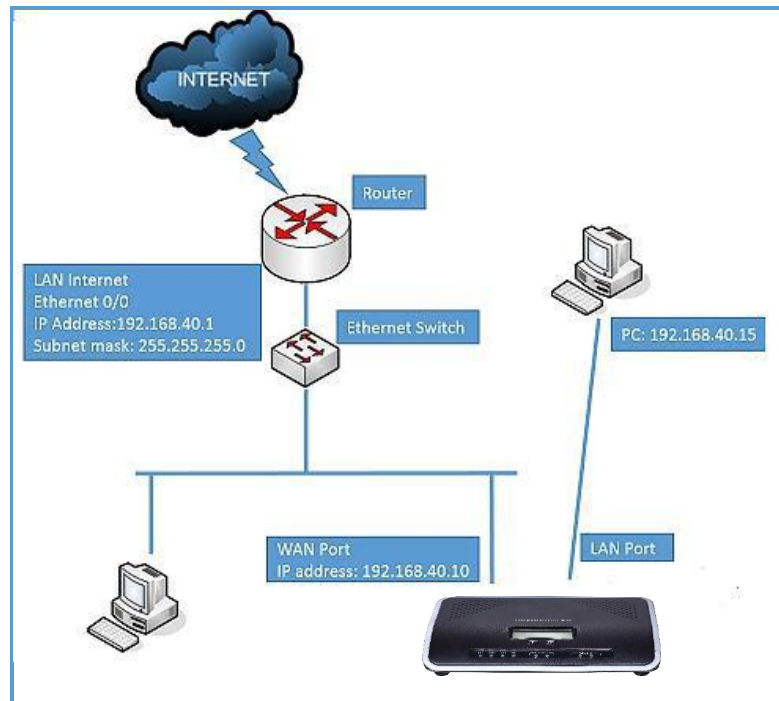 INTERNET
Router
LAN Internet
Ethernet 0/0
IP Address:192.168.40.1
Subnet mask: 255.255.255.0
Ethernet Switch
PC: 192.168.40.15
WAN Port
IP address: 192.168.40.10
LAN Port